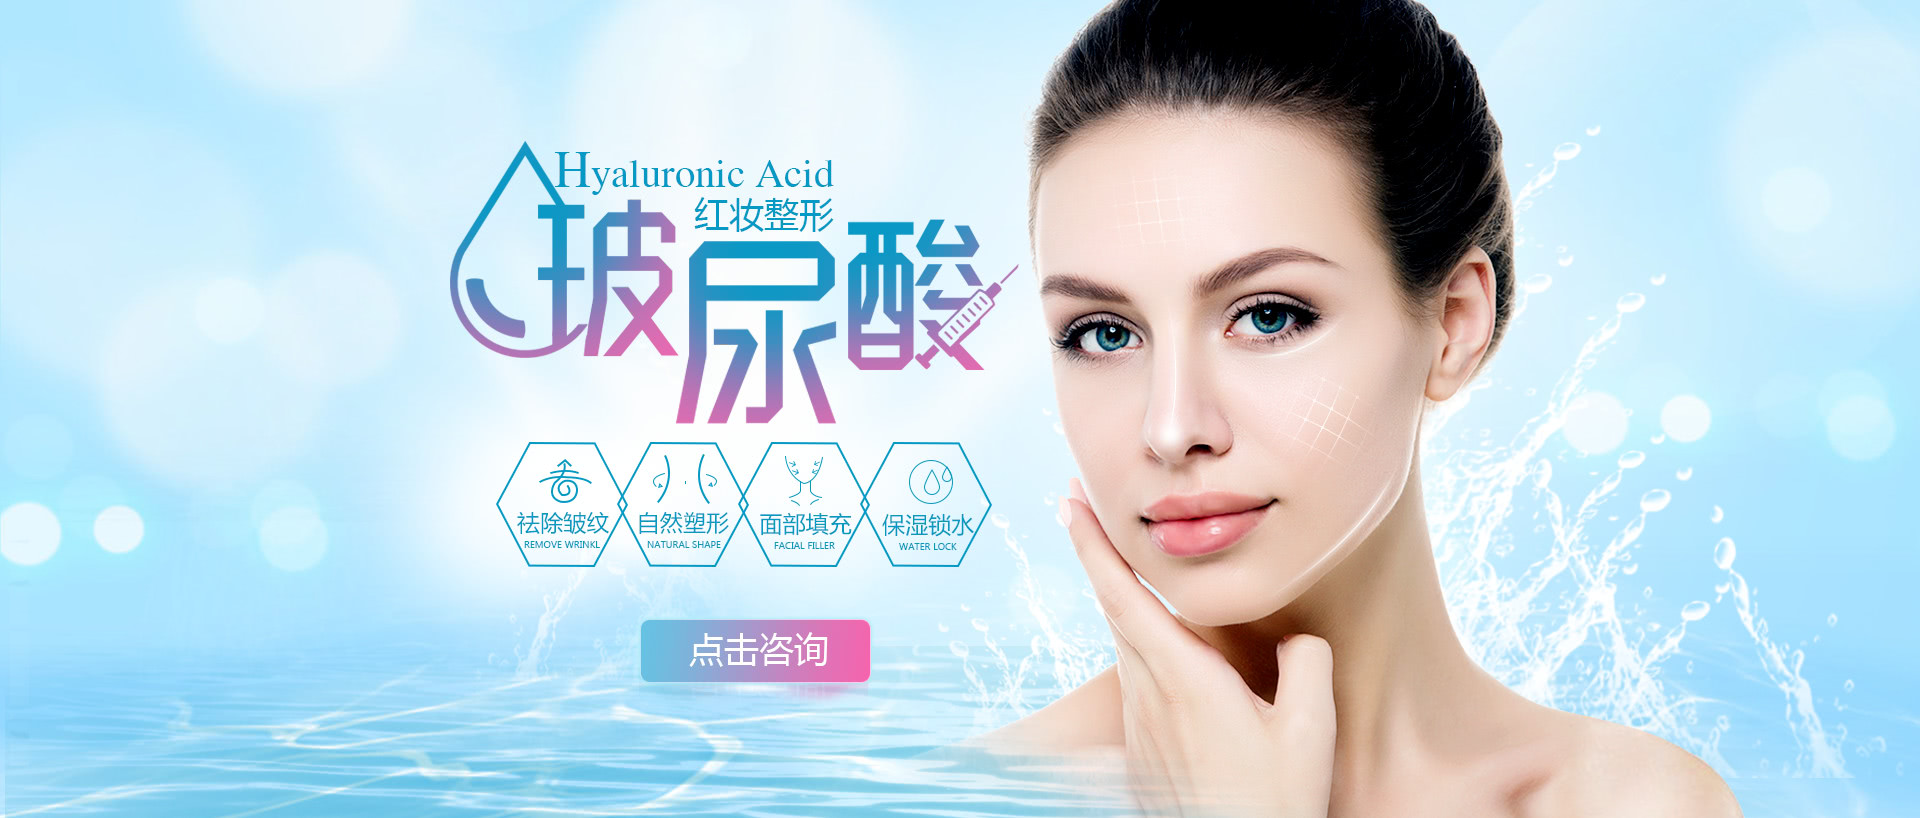 Hyaluronic Acid
红妆整形
玻尿酸
祛除皱纹
REMOVE WRINKL
自然塑形
NATURAL SHAPE
面部填充
FACIAL FILLER
保湿锁水
WATER LOCK
点击咨询